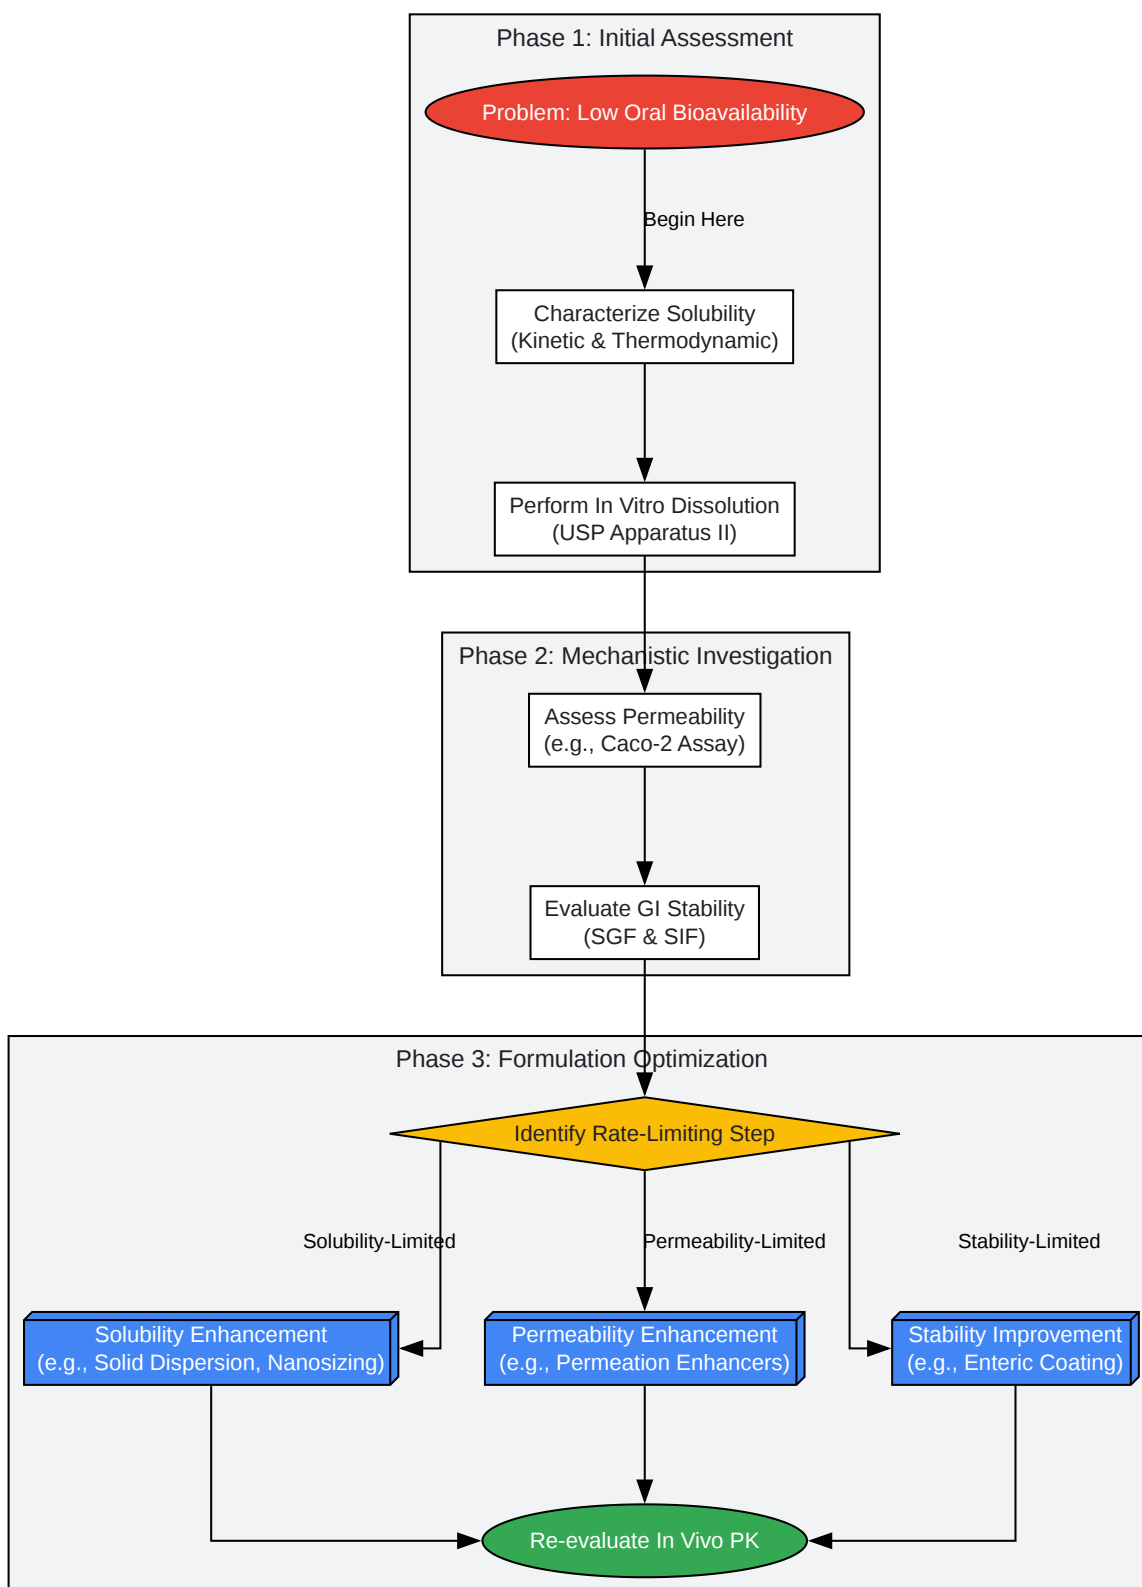 Phase 1: Initial Assessment
Problem: Low Oral Bioavailability
Begin Here
Characterize Solubility
(Kinetic & Thermodynamic)
Perform In Vitro Dissolution
(USP Apparatus II)
Phase 2: Mechanistic Investigation
Assess Permeability
(e.g., Caco-2 Assay)
Evaluate GI Stability
(SGF & SIF)
Phase 3: Formulation Optimization
Identify Rate-Limiting Step
Solubility-Limited
Permeability-Limited
Stability-Limited
Solubility Enhancement
(e.g., Solid Dispersion, Nanosizing)
Permeability Enhancement
(e.g., Permeation Enhancers)
Stability Improvement
(e.g., Enteric Coating)
Re-evaluate In Vivo PK